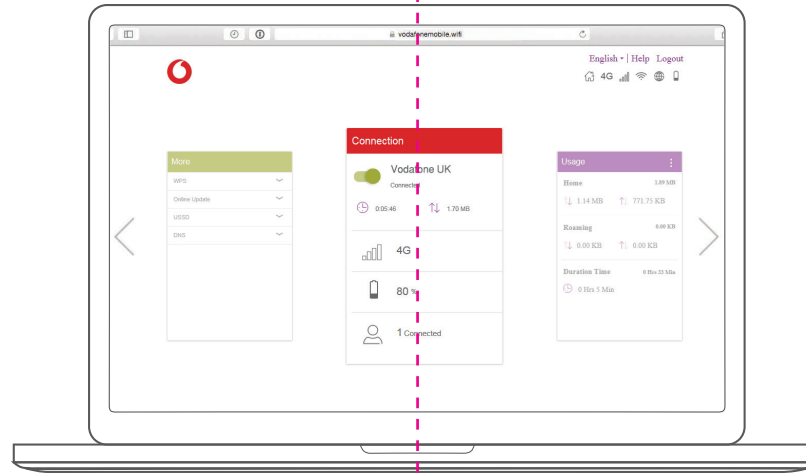 vodafonemobile.wifi
English | Help Logout
4G
More
WPS
Online Update
USSD
DNS
Connection
Vodafone UK
Connected
0:05:46 1.70 MB
4G
80 %
1 Connected
Usage
Home 1.89 MB
1.14 MB 771.75 KB
Roaming 0.00 KB
0.00 KB 0.00 KB
Duration Time 0 Hrs 33 Min
0 Hrs 5 Min